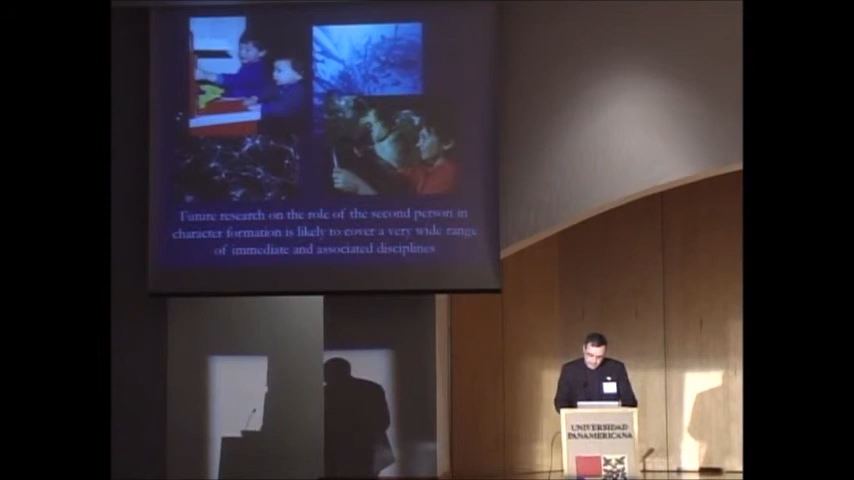 Future research on the role of the second person in
character formation is likely to cover a very wide range
of immediate and associated disciplines
UNIVERSIDAD
PANAMERICANA